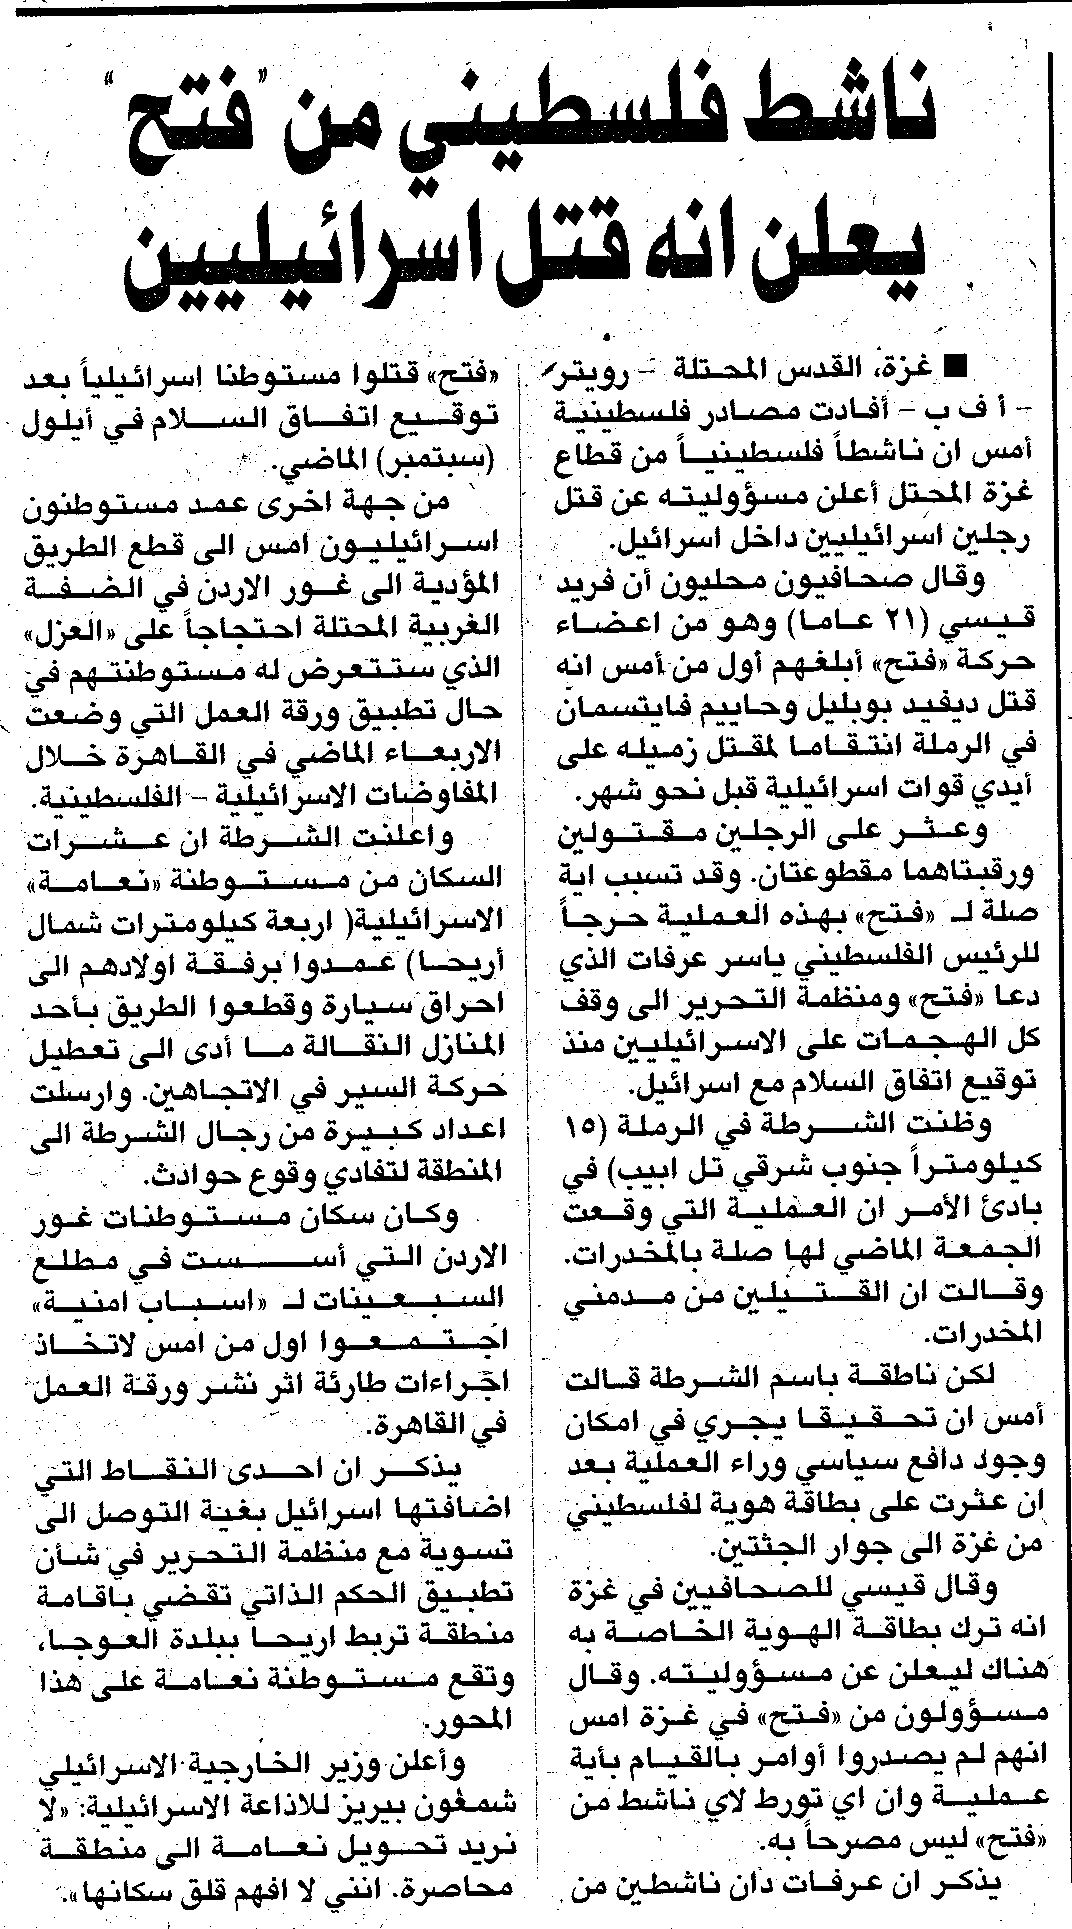 ناشط فلسطيني من "فتح"
يعلن انه قتل اسرائيليين
■ غزة، القدس المحتلة - رويتر
- أ ف ب - أفادت مصادر فلسطينية
أمس ان ناشطاً فلسطينيـاً من قطاع
غزة المحتل أعلن مسؤوليته عن قتل
رجلين اسرائيليين داخل اسرائيل.
وقال صحافيون محليون أن فريد
قيسي (٢١ عاما) وهو من اعضاء
حركة «فتح» أبلغهم أول من أمس انه
قتل ديفيد بوبليل وحاييم فايتسمان
في الرملة انتقاما لمقتل زميله على
أيدي قوات اسرائيلية قبل نحو شهر.
وعثر على الرجلين مقتولين
ورقبتاهما مقطوعتان. وقد تسبب اية
صلة لـ «فتح» بهذه العملية حرجاً
للرئيس الفلسطيني ياسر عرفات الذي
دعا «فتح» ومنظمة التحرير الى وقف
كل الهجمات على الاسرائيليين منذ
توقيع اتفاق السلام مع اسرائيل.
وظنت الشرطة في الرملة (١٥
كيلومتراً جنوب شرقي تل ابيب) في
بادئ الأمر ان العملية التي وقعت
الجمعة الماضي لها صلة بالمخدرات.
وقالت ان القتيلين من مدمني
المخدرات.
لكن ناطقة باسم الشرطة قالت
أمس ان تحقيقا يجري في امكان
وجود دافع سياسي وراء العملية بعد
ان عثرت على بطاقة هوية لفلسطيني
من غزة الى جوار الجثتين.
وقال قيسي للصحافيين في غزة
انه ترك بطاقة الهوية الخاصة به
هناك ليعلن عن مسؤوليته. وقال
مسؤولون من «فتح» في غزة امس
انهم لم يصدروا أوامر بالقيام بأية
عملية وان اي تورط لاي ناشط من
«فتح» ليس مصرحاً به.
يذكر ان عرفات دان ناشطين من
«فتح» قتلوا مستوطنا اسرائيلياً بعد
توقيع اتفاق السلام في أيلول
(سبتمبر) الماضي.
من جهة اخرى عمد مستوطنون
اسرائيليون امس الى قطع الطريق
المؤدية الى غور الاردن في الضفة
الغربية المحتلة احتجاجاً على «العزل»
الذي ستتعرض له مستوطنتهم في
حال تطبيق ورقة العمل التي وضعت
الاربعاء الماضي في القاهرة خلال
المفاوضات الاسرائيلية - الفلسطينية.
واعلنت الشرطة ان عشرات
السكان من مستوطنة «نعامة»
الاسرائيلية( اربعة كيلومترات شمال
أريحا) عمدوا برفقة اولادهم الى
احراق سيارة وقطعوا الطريق بأحد
المنازل النقالة ما أدى الى تعطيل
حركة السير في الاتجاهين. وارسلت
اعداد كبيرة من رجال الشرطة الى
المنطقة لتفادي وقوع حوادث.
وكان سكان مستوطنات غور
الاردن التي أسست في مطلع
السبعينات لـ «اسباب امنية»
اجتمعوا اول من امس لاتخاذ
اجراءات طارئة اثر نشر ورقة العمل
في القاهرة.
يذكر ان احدى النقاط التي
اضافتها اسرائيل بغية التوصل الى
تسوية مع منظمة التحرير في شأن
تطبيق الحكم الذاتي تقضي باقامة
منطقة تربط اريحا ببلدة العوجا،
وتقع مستوطنة نعامة على هذا
المحور.
وأعلن وزير الخارجية الاسرائيلي
شمعون بيريز للاذاعة الاسرائيلية: «لا
نريد تحويل نعامة الى منطقة
محاصرة. انني لا افهم قلق سكانها».